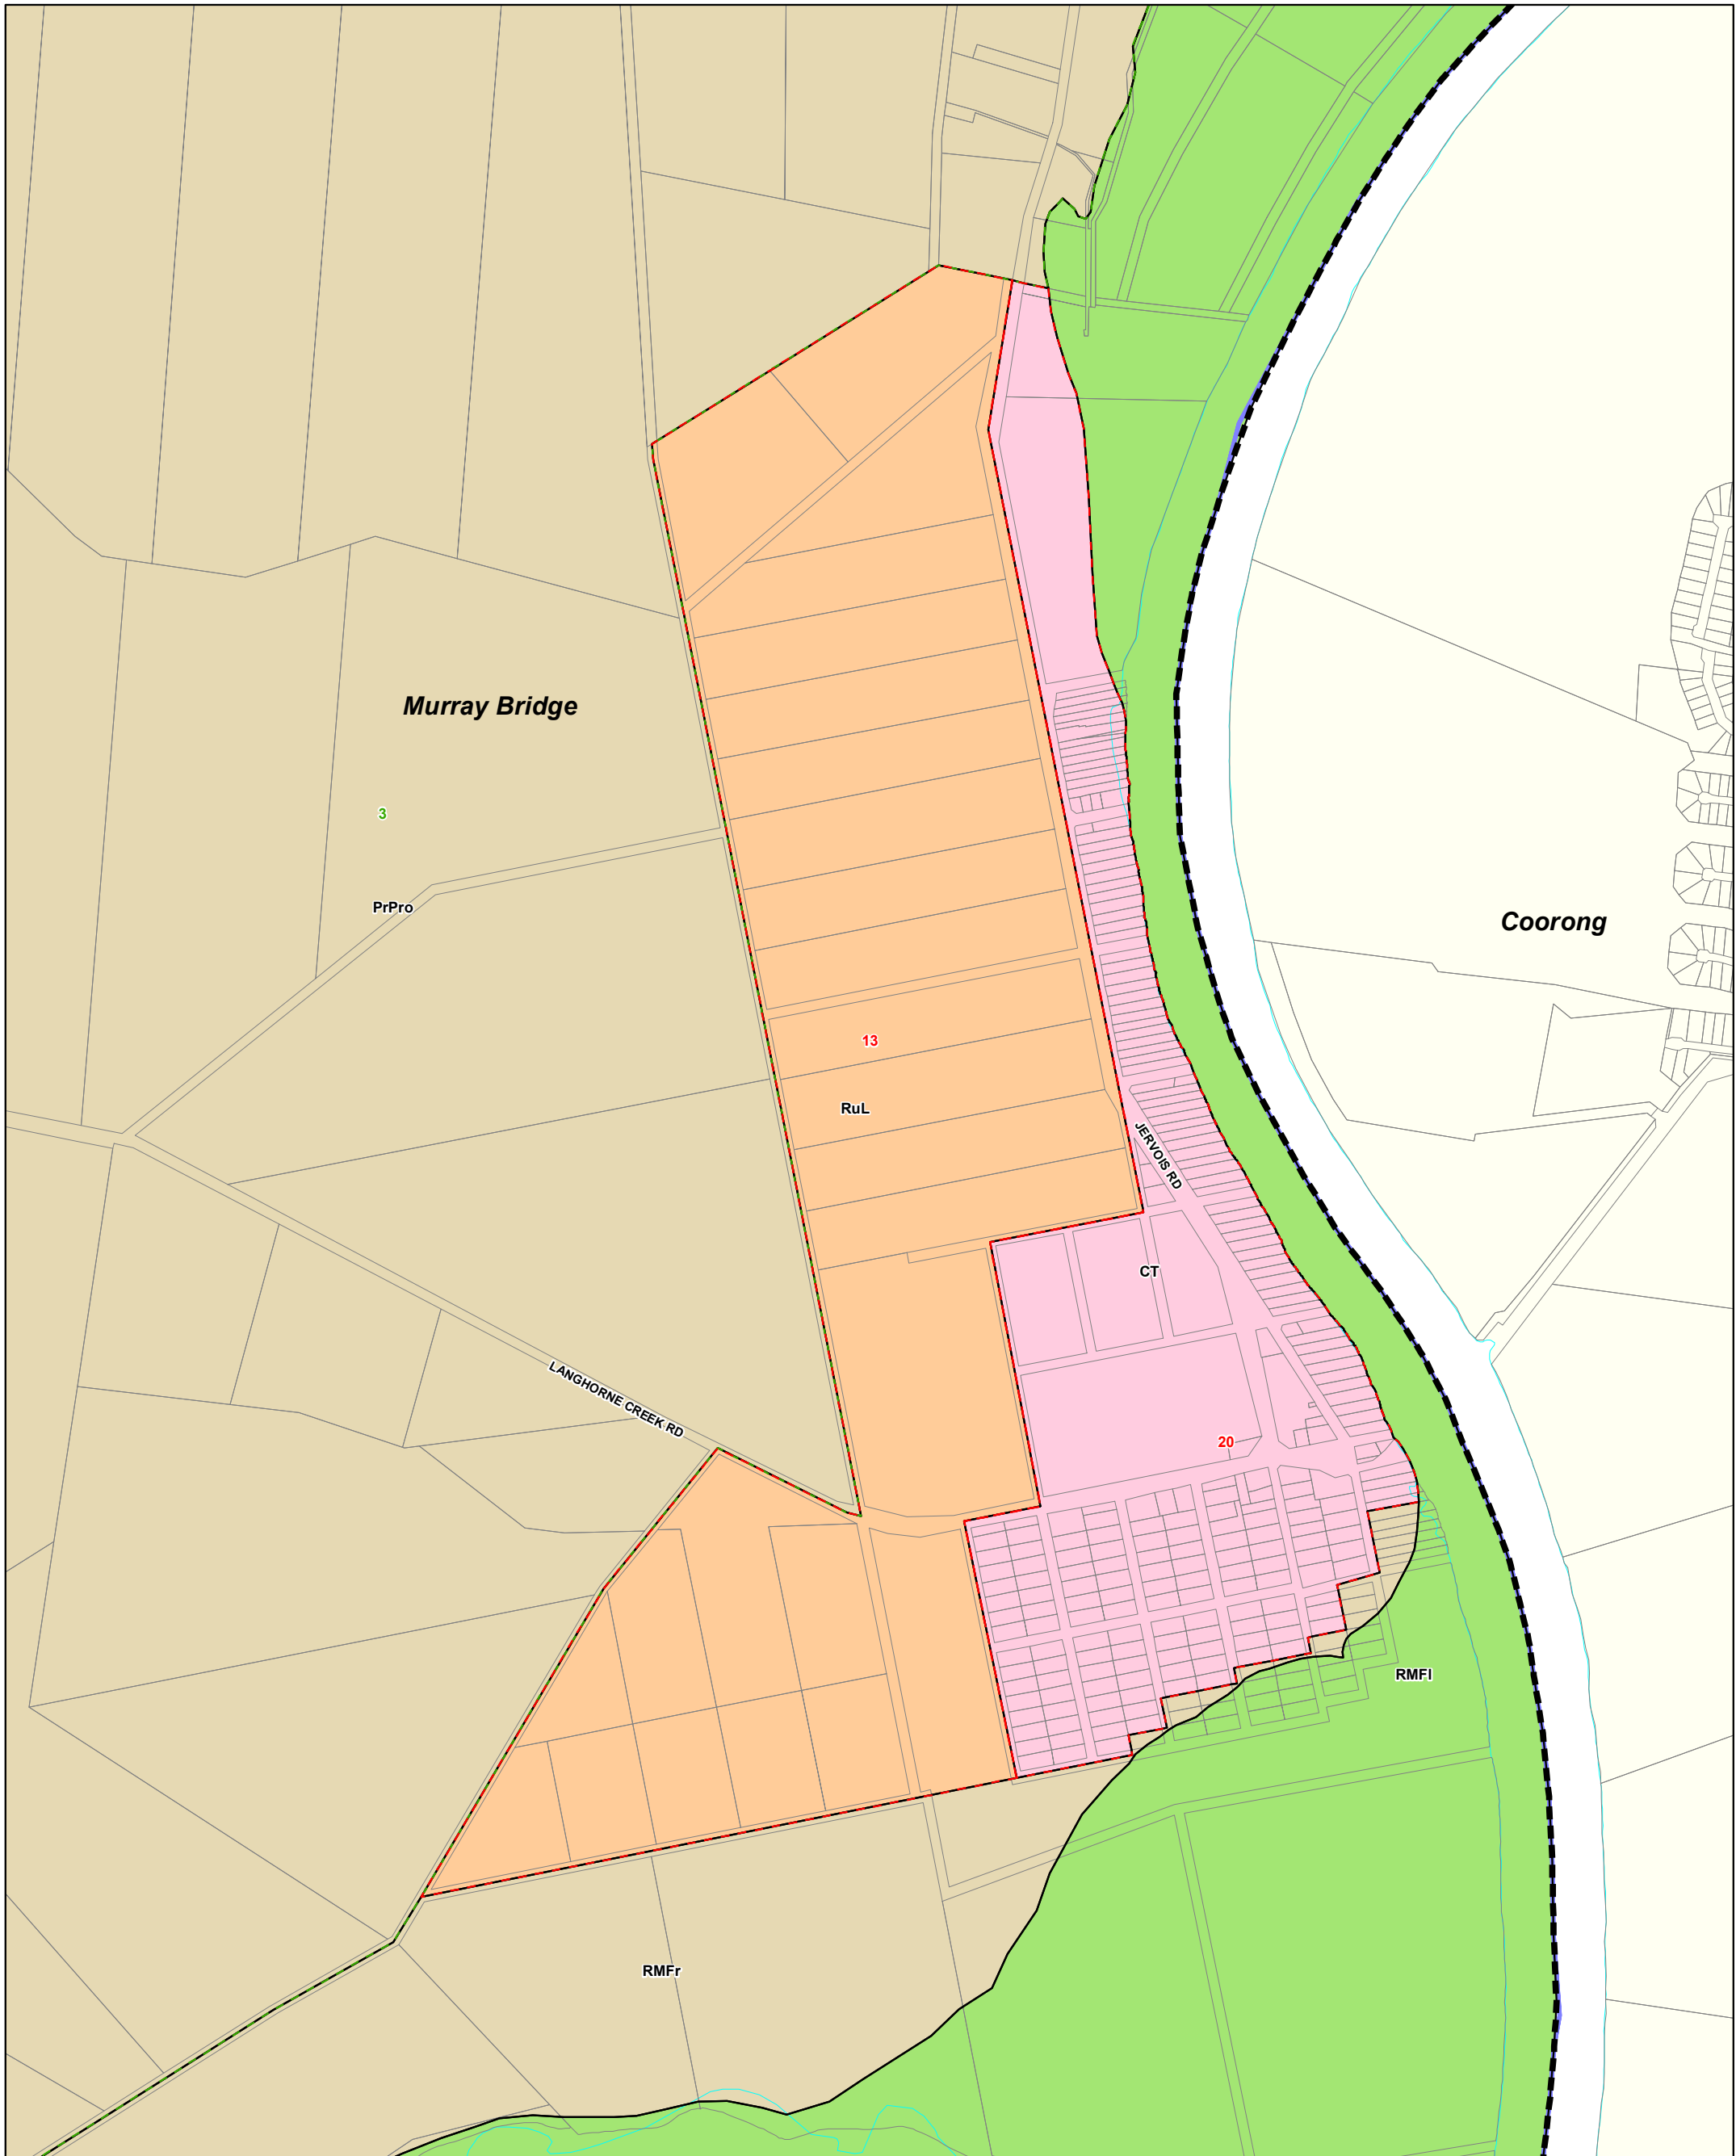 Murray Bridge
3
PrPro
Coorong
13
RuL
JERVOIS RD
CT
LANGHORNE CREEK RD
20
RMFl
RMFr